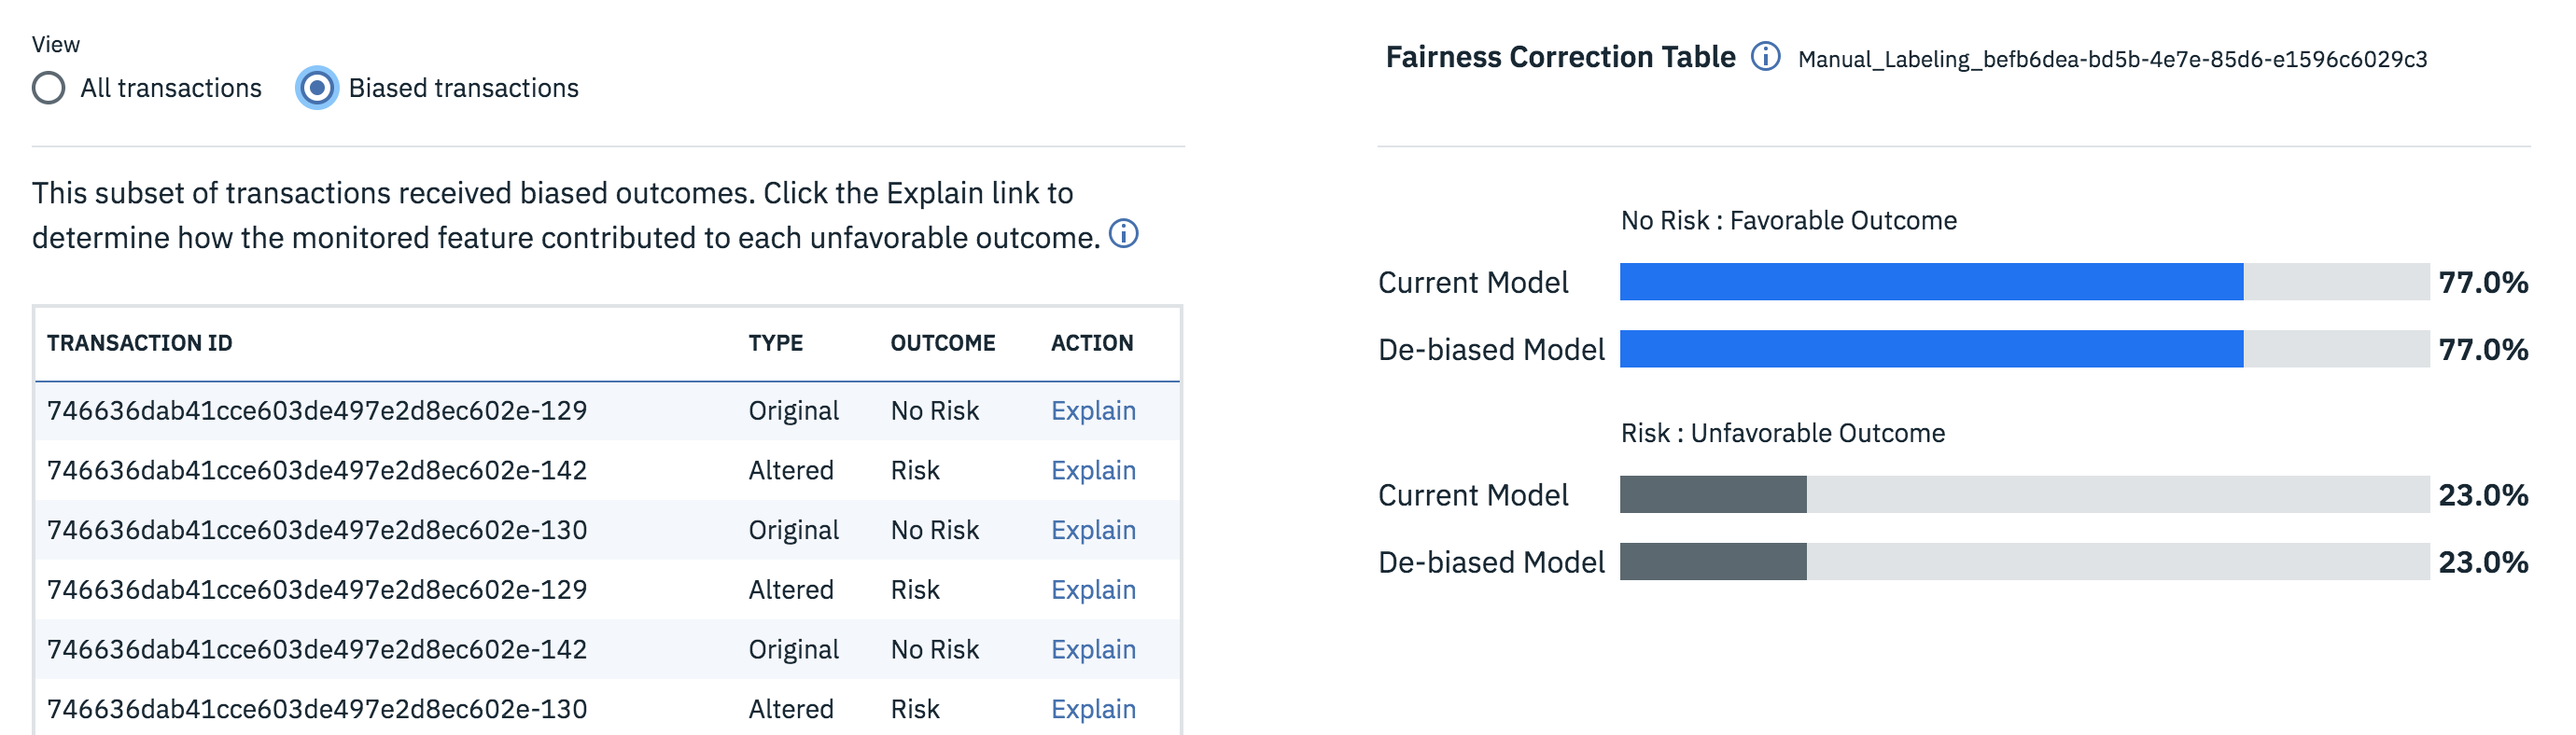 View
All transactions
Biased transactions
This subset of transactions received biased outcomes. Click the Explain link to
determine how the monitored feature contributed to each unfavorable outcome.
TRANSACTION ID TYPE OUTCOME ACTION
746636dab41cce603de497e2d8ec602e-129 Original No Risk Explain
746636dab41cce603de497e2d8ec602e-142 Altered Risk Explain
746636dab41cce603de497e2d8ec602e-130 Original No Risk Explain
746636dab41cce603de497e2d8ec602e-129 Altered Risk Explain
746636dab41cce603de497e2d8ec602e-142 Original No Risk Explain
746636dab41cce603de497e2d8ec602e-130 Altered Risk Explain
Fairness Correction Table Manual_Labeling_befb6dea-bd5b-4e7e-85d6-e1596c6029c3
No Risk : Favorable Outcome
Current Model 77.0%
De-biased Model 77.0%
Risk : Unfavorable Outcome
Current Model 23.0%
De-biased Model 23.0%